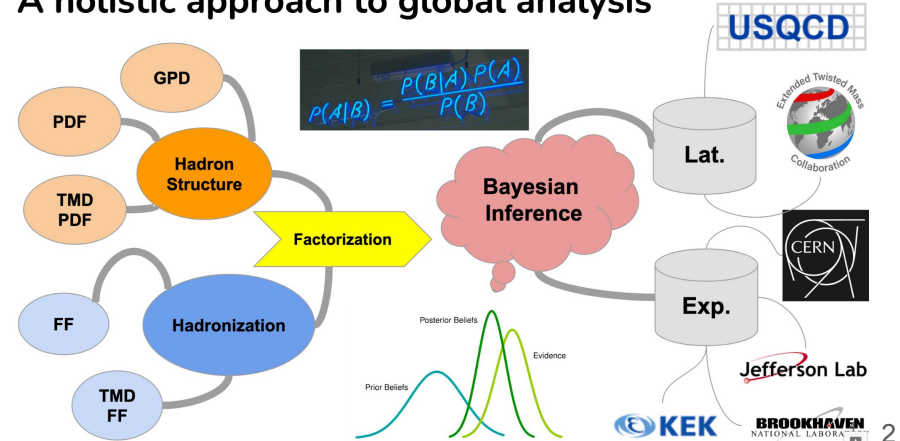 A holistic approach to global analysis
USQCD
GPD
P(A|B) = P(B|A) P(A)
P(B)
PDF
Extended Twisted Mass
Collaboration
Lat.
Hadron
Structure
Bayesian
Inference
TMD
PDF
Factorization
CERN
FF
Hadronization
Exp.
Posterior Beliefs
Evidence
Prior Beliefs
Jefferson Lab
TMD
FF
KEK
BROOKHAVEN
NATIONAL
2